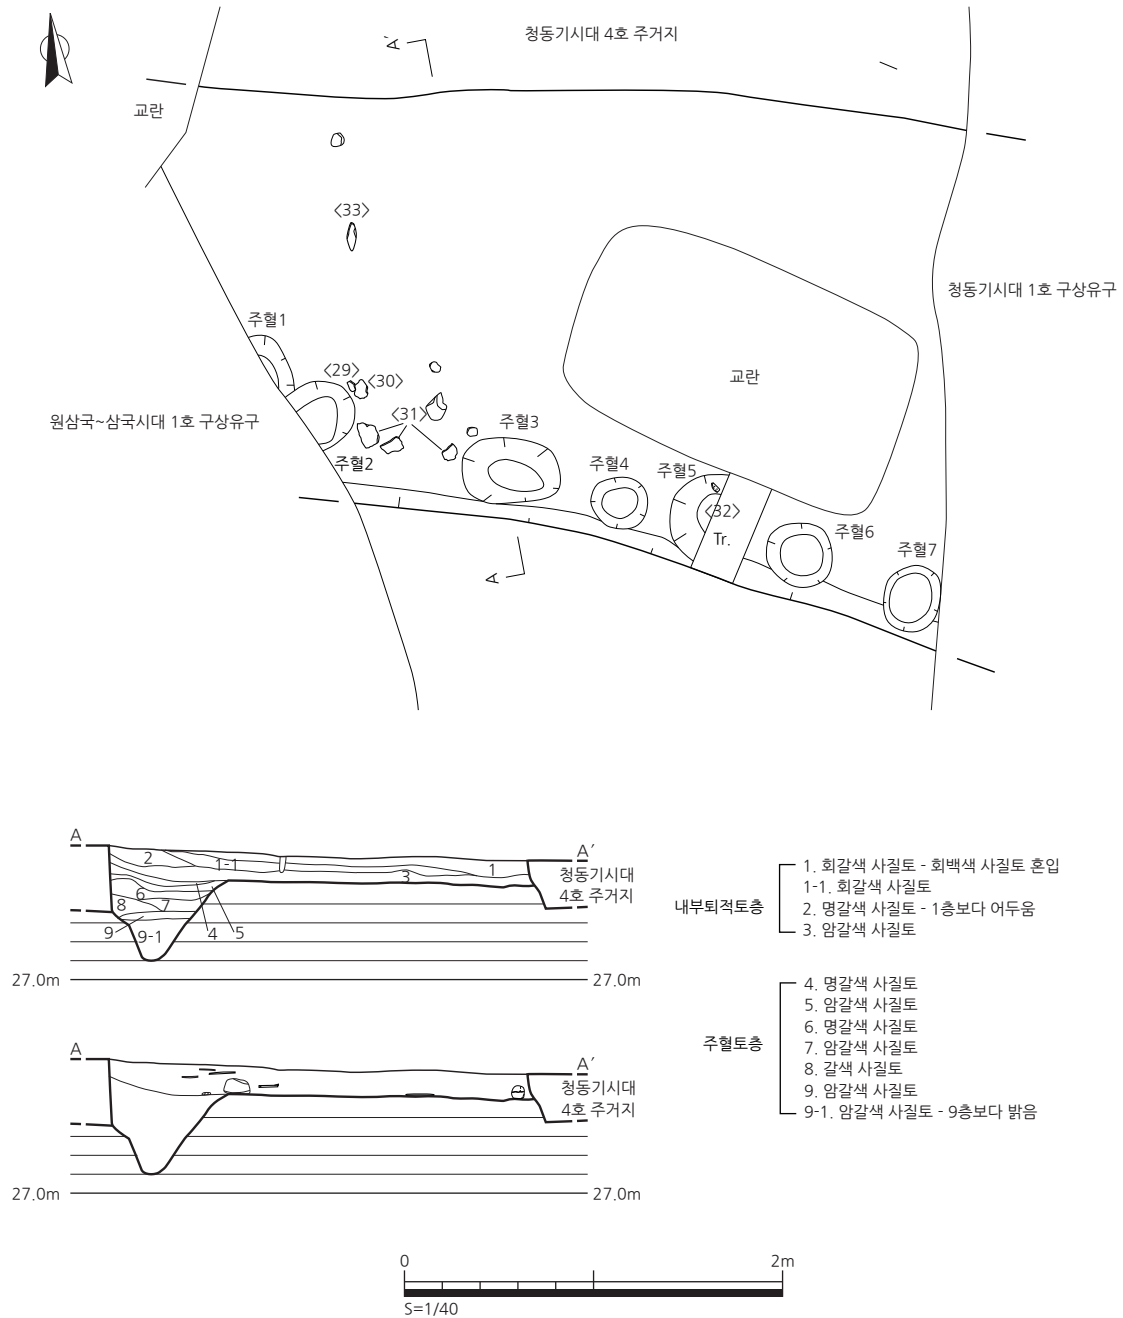 A′
청동기시대 4호 주거지
교란
〈33〉
청동기시대 1호 구상유구
주혈1
〈29〉
〈30〉
교란
〈31〉
원삼국~삼국시대 1호 구상유구
주혈3
주혈2
주혈4
주혈5
〈32〉
Tr.
주혈6
주혈7
A
A
A′
2
1-1
3
1
청동기시대
4호 주거지
6
8
7
9
9-1
4
5
27.0m
27.0m
내부퇴적토층
1. 회갈색 사질토 - 회백색 사질토 혼입
1-1. 회갈색 사질토
2. 명갈색 사질토 - 1층보다 어두움
3. 암갈색 사질토
주혈토층
4. 명갈색 사질토
5. 암갈색 사질토
6. 명갈색 사질토
7. 암갈색 사질토
8. 갈색 사질토
9. 암갈색 사질토
9-1. 암갈색 사질토 - 9층보다 밝음
A
A′
청동기시대
4호 주거지
27.0m
27.0m
0
2m
S=1/40